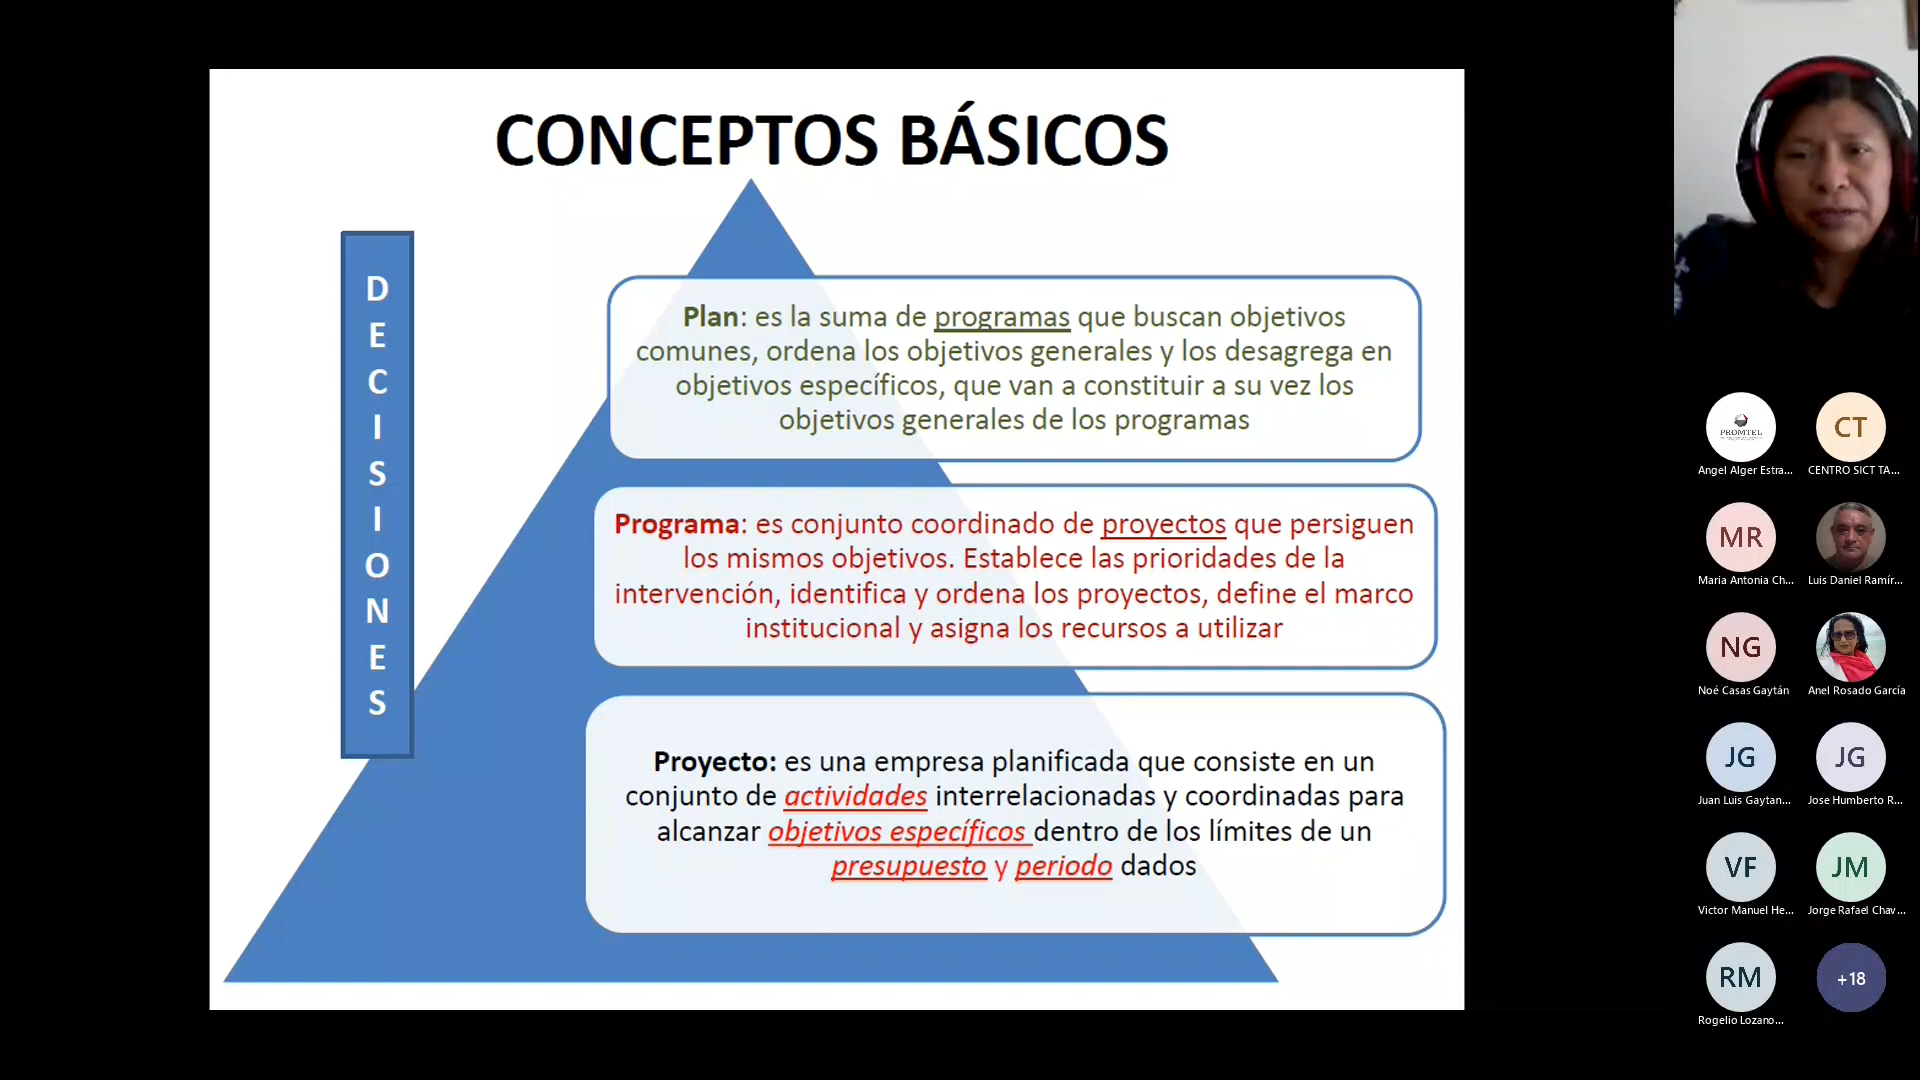 CONCEPTOS BÁSICOS
D
E
C
I
S
I
O
N
E
S
Plan: es la suma de programas que buscan objetivos
comunes, ordena los objetivos generales y los desagrega en
objetivos específicos, que van a constituir a su vez los
objetivos generales de los programas
Programa: es conjunto coordinado de proyectos que persiguen
los mismos objetivos. Establece las prioridades de la
intervención, identifica y ordena los proyectos, define el marco
institucional y asigna los recursos a utilizar
Proyecto: es una empresa planificada que consiste en un
conjunto de actividades interrelacionadas y coordinadas para
alcanzar objetivos específicos dentro de los límites de un
presupuesto y periodo dados
PROMTEL
CT
Angel Alger Estra...
CENTRO SICT TA...
MR
Maria Antonia Ch...
Luis Daniel Ramír...
NG
Noé Casas Gaytán
Anel Rosado García
JG
JG
Juan Luis Gaytan...
Jose Humberto R...
VF
JM
Victor Manuel He...
Jorge Rafael Chav...
RM
+18
Rogelio Lozano...